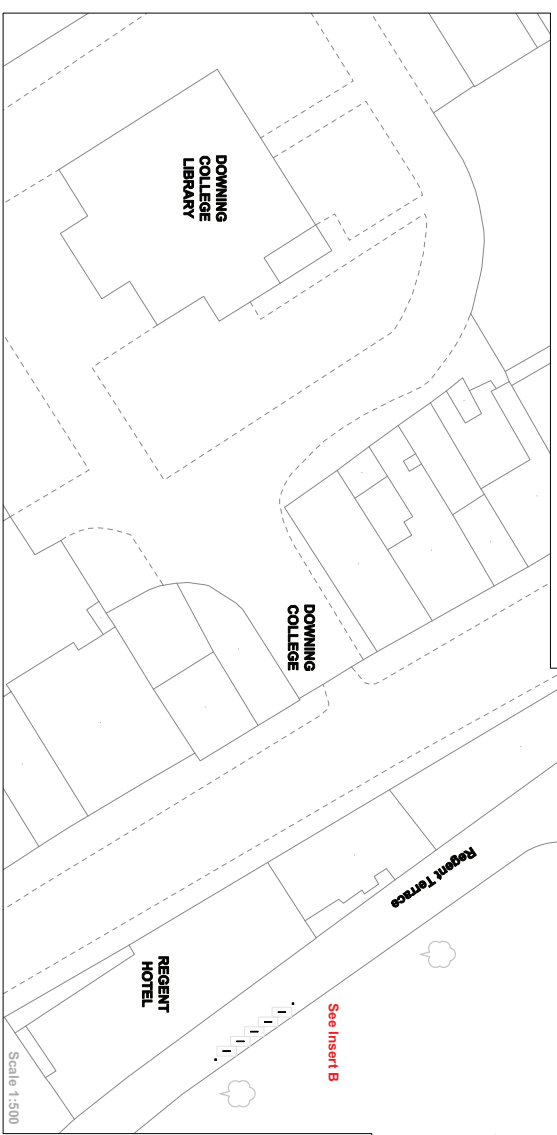 DOWNING
COLLEGE
LIBRARY
DOWNING
COLLEGE
Regent Terrace
REGENT
HOTEL
See Insert B
Scale 1:500